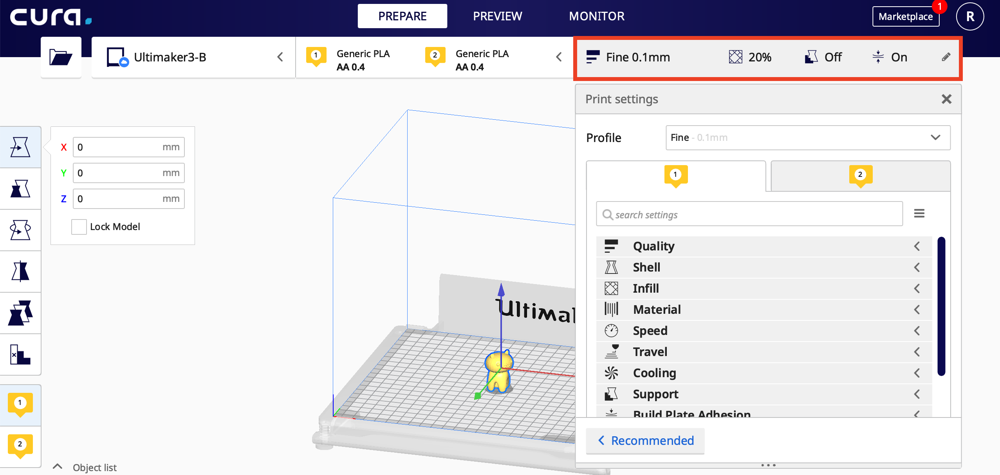 cura.
PREPARE
PREVIEW
MONITOR
Marketplace
1
R
Ultimaker3-B
1
Generic PLA
AA 0.4
2
Generic PLA
AA 0.4
Fine 0.1mm
20%
Off
On
Print settings
Profile
Fine - 0.1mm
1
2
search settings
Quality
Shell
Infill
Material
Speed
Travel
Cooling
Support
Build Plate Adhesion
Recommended
X 0 mm
Y 0 mm
Z 0 mm
Lock Model
Ultima
1
2
Object list